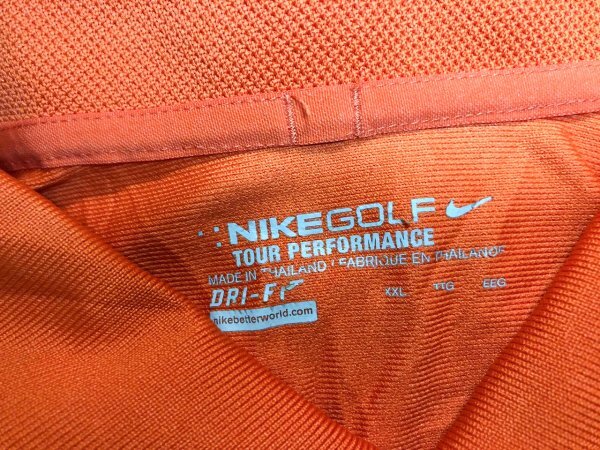 NIKEGOLF
TOUR PERFORMANCE
MADE IN THAILAND / FABRIQUE EN THAILANDE
DRI-FIT
XXL TTG EEG
nikebetterworld.com